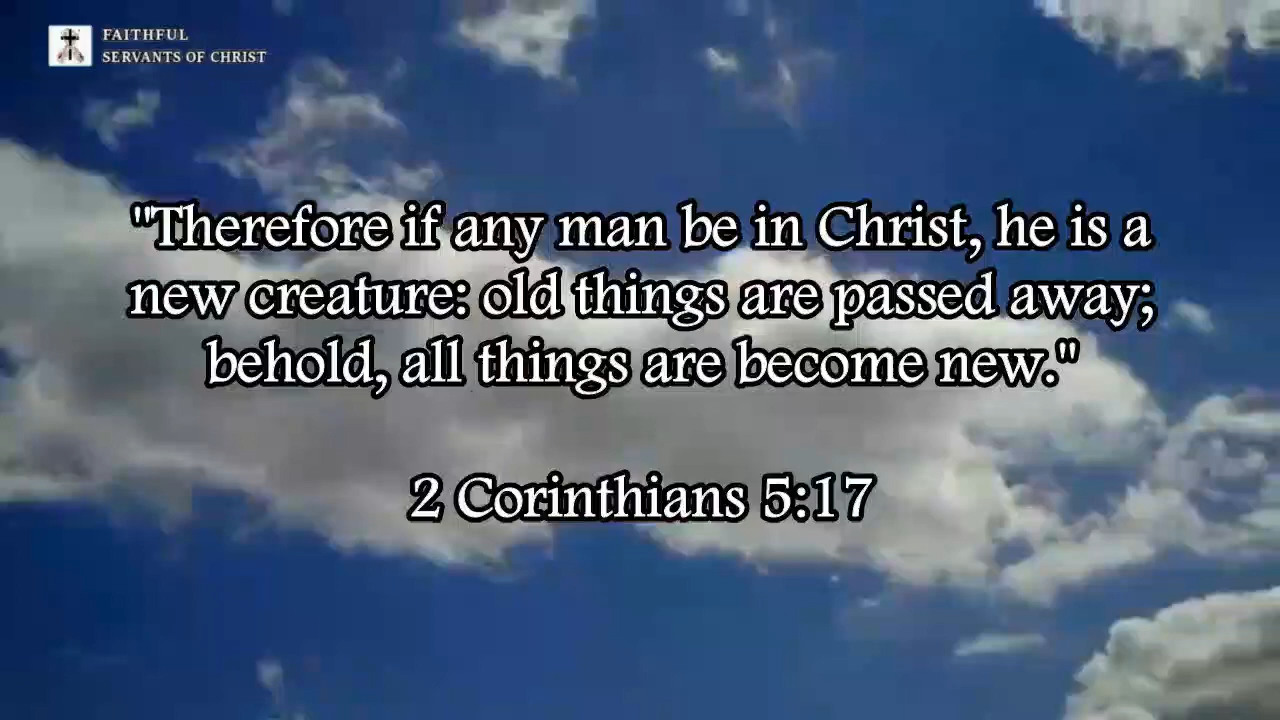 FAITHFUL
SERVANTS OF CHRIST
"Therefore if any man be in Christ, he is a
new creature: old things are passed away;
behold, all things are become new."
2 Corinthians 5:17